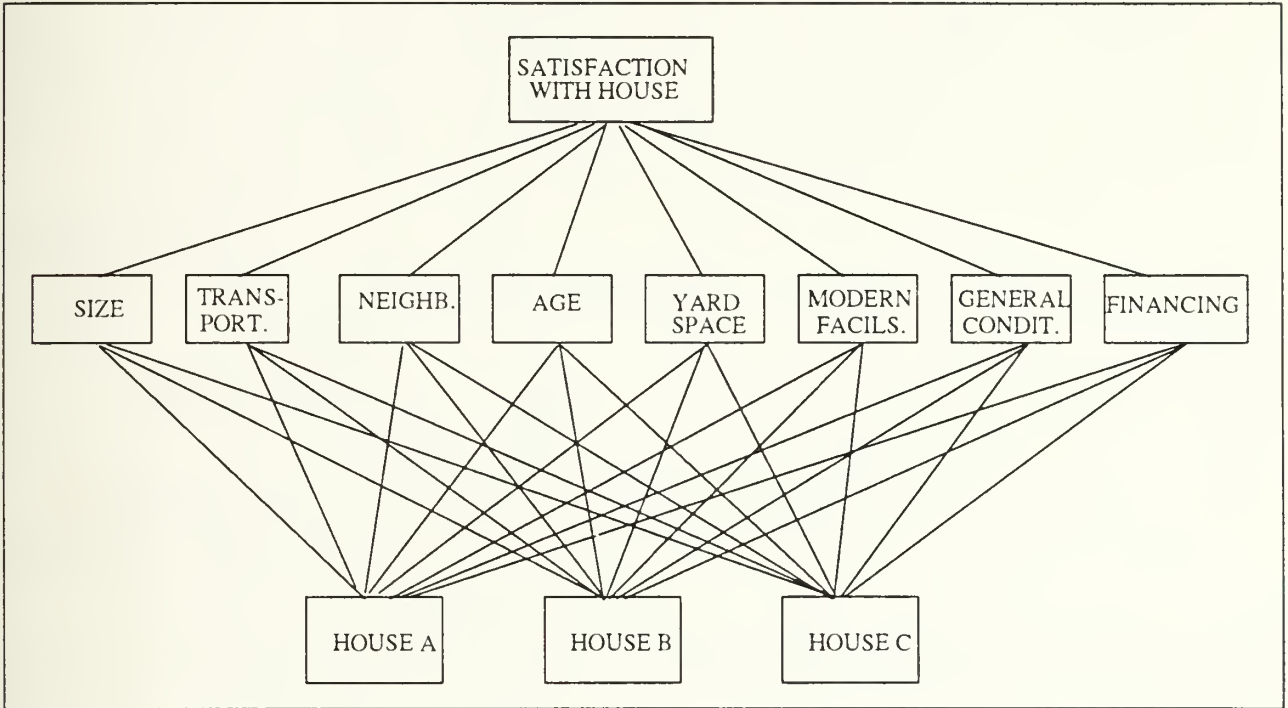 SATISFACTION
WITH HOUSE
SIZE
TRANS-
PORT.
NEIGHB.
AGE
YARD
SPACE
MODERN
FACILS.
GENERAL
CONDIT.
FINANCING
HOUSE A
HOUSE B
HOUSE C